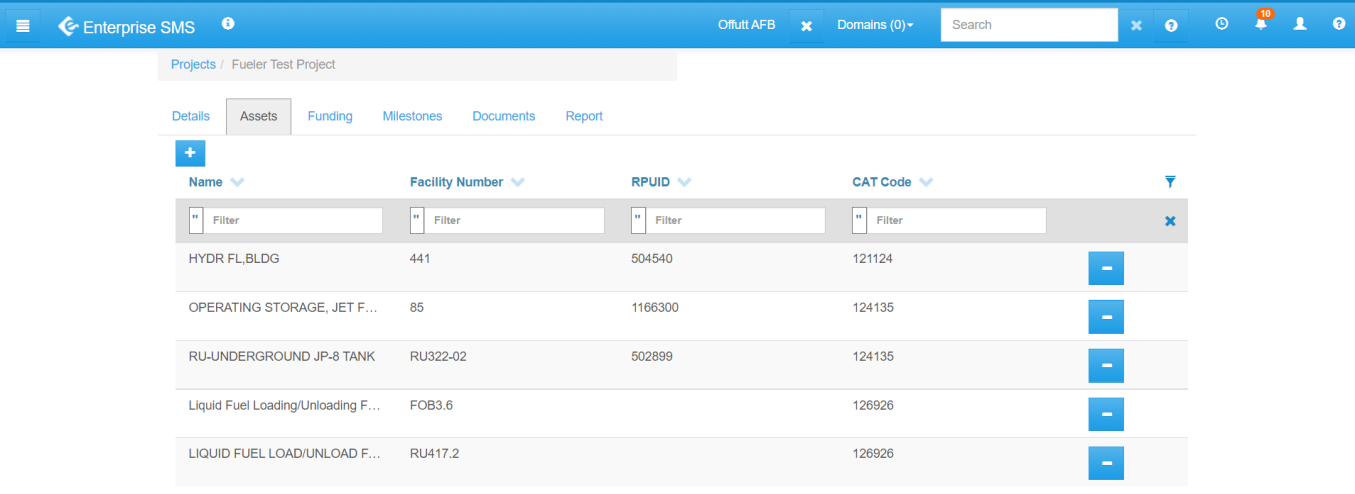 Enterprise SMS Offutt AFB Domains (0) Search 10
Projects / Fueler Test Project
Details Assets Funding Milestones Documents Report
Name Facility Number RPUID CAT Code
" Filter " Filter " Filter " Filter
HYDR FL,BLDG 441 504540 121124
OPERATING STORAGE, JET F... 85 1166300 124135
RU-UNDERGROUND JP-8 TANK RU322-02 502899 124135
Liquid Fuel Loading/Unloading F... FOB3.6 126926
LIQUID FUEL LOAD/UNLOAD F... RU417.2 126926